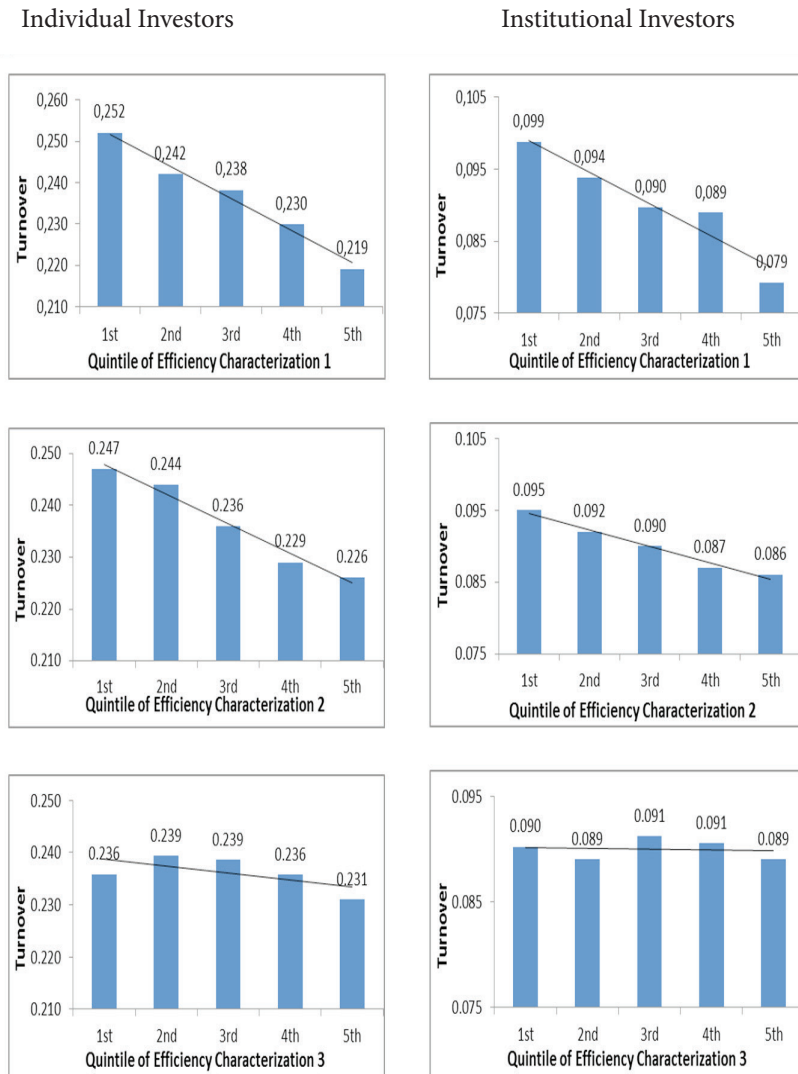 Individual Investors
Institutional Investors
0,260
0,250
0,240
0,230
0,220
0,210
Turnover
0,252
0,242
0,238
0,230
0,219
1st 2nd 3rd 4th 5th
Quintile of Efficiency Characterization 1
0,105
0,095
0,085
0,075
Turnover
0,099
0,094
0,090
0,089
0,079
1st 2nd 3rd 4th 5th
Quintile of Efficiency Characterization 1
0.250
0.240
0.230
0.220
0.210
Turnover
0.247
0.244
0.236
0.229
0.226
1st 2nd 3rd 4th 5th
Quintile of Efficiency Characterization 2
0.105
0.095
0.085
0.075
Turnover
0.095
0.092
0.090
0.087
0.086
1st 2nd 3rd 4th 5th
Quintile of Efficiency Characterization 2
0.250
0.240
0.230
0.220
0.210
Turnover
0.236
0.239
0.239
0.236
0.231
1st 2nd 3rd 4th 5th
Quintile of Efficiency Characterization 3
0.095
0.085
0.075
Turnover
0.090
0.089
0.091
0.091
0.089
1st 2nd 3rd 4th 5th
Quintile of Efficiency Characterization 3